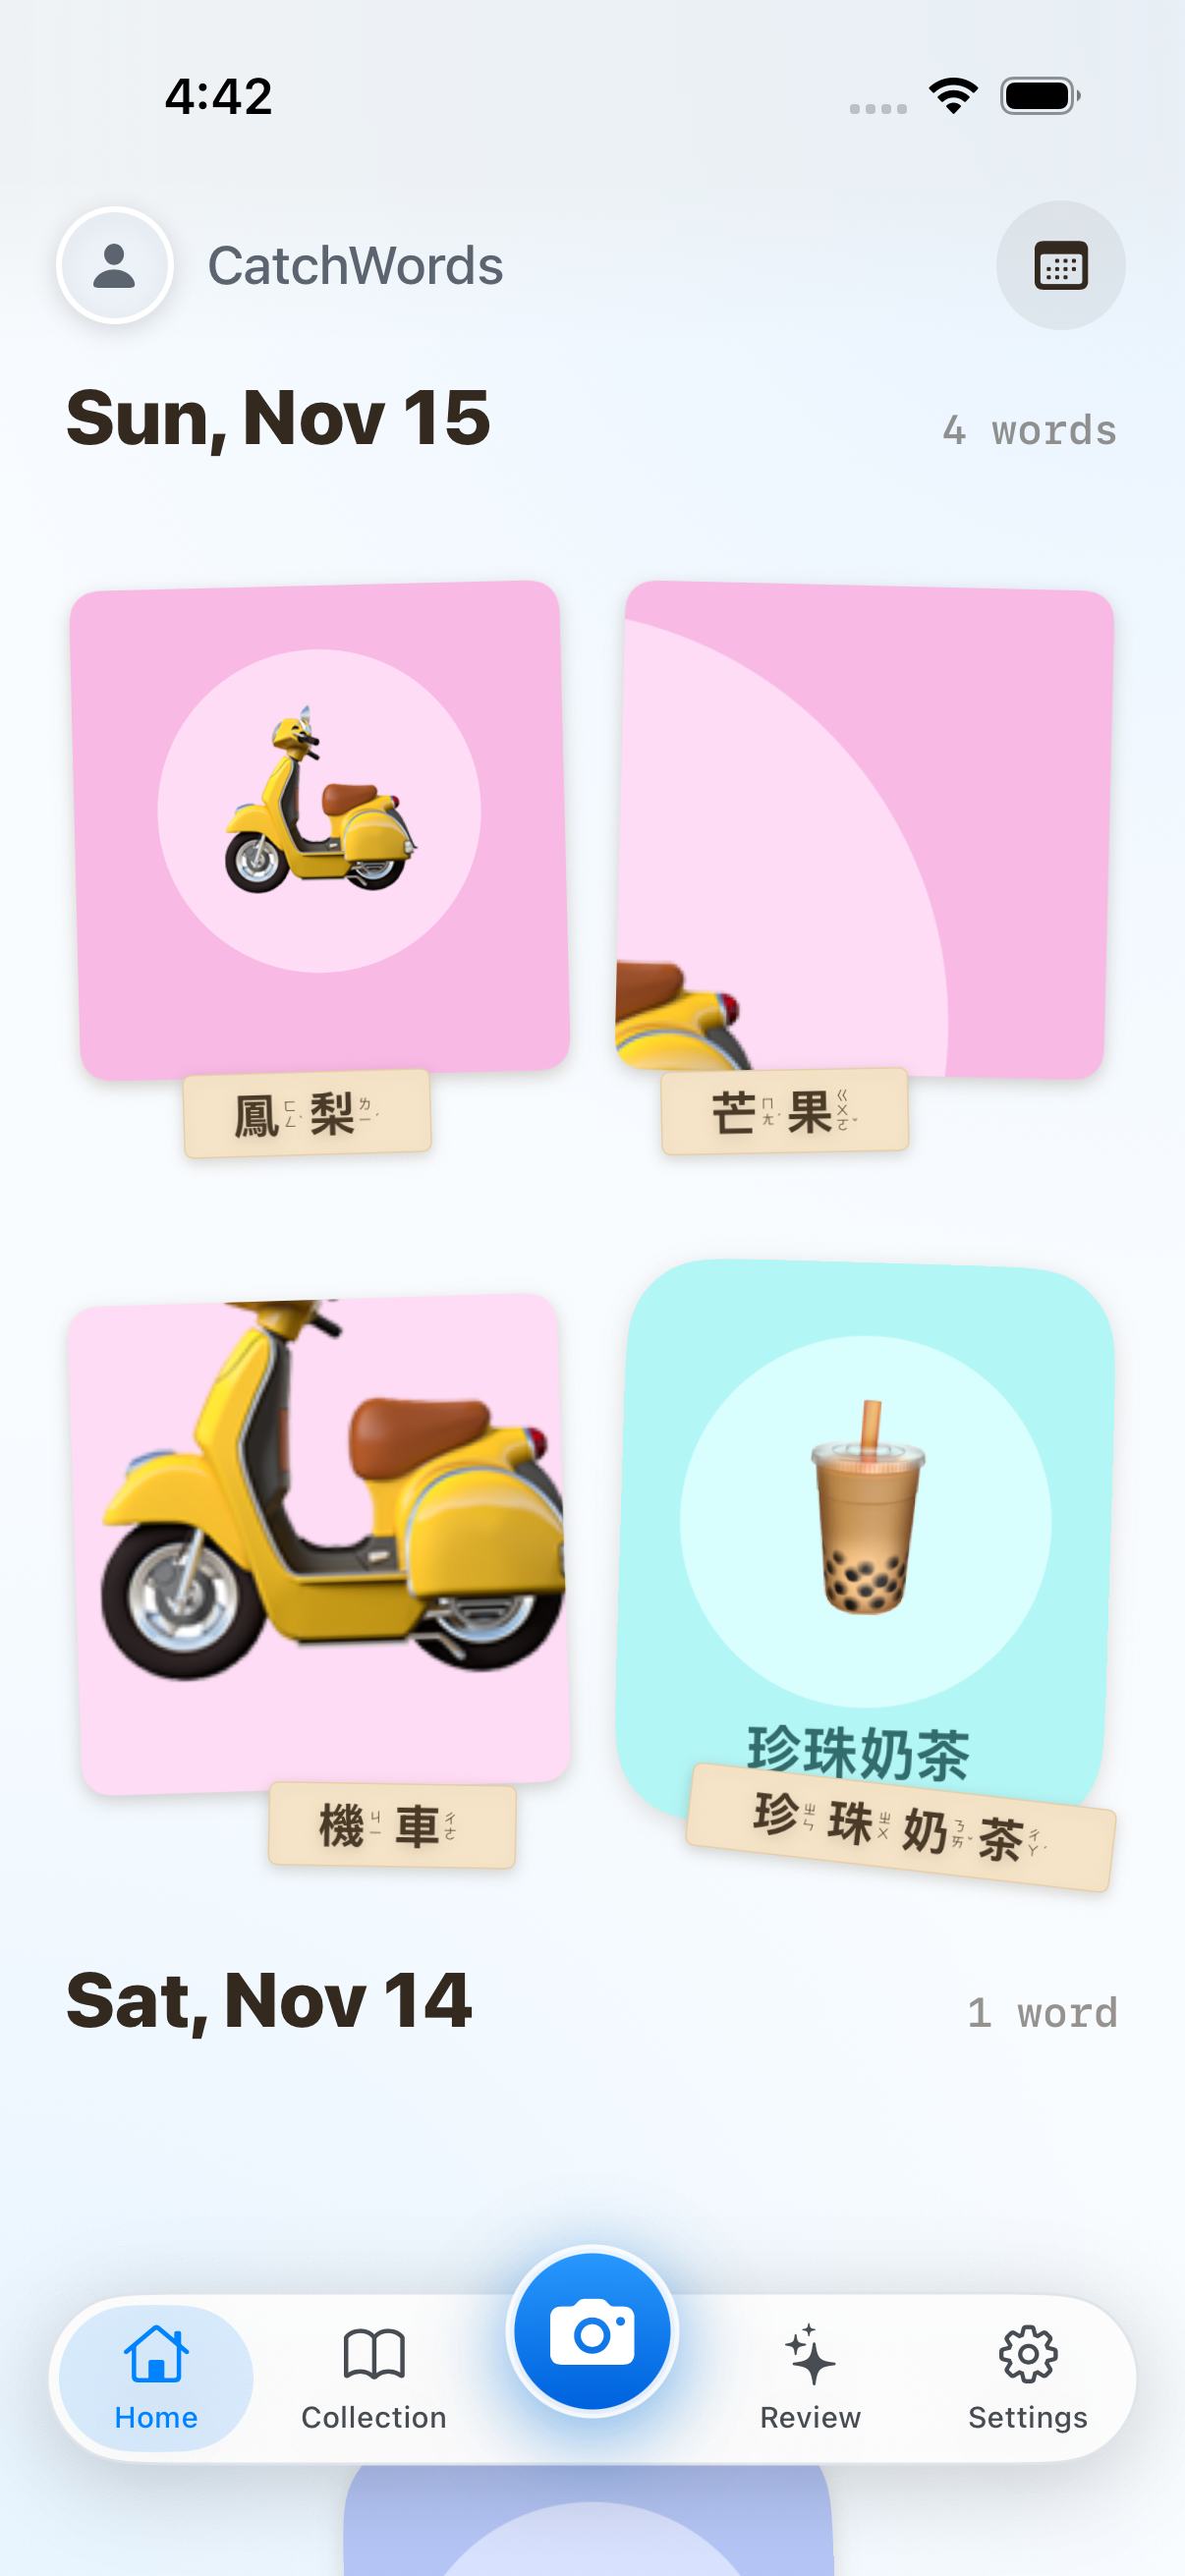 4:42
CatchWords
Sun, Nov 15
4 words
鳳ㄈㄥˋ梨ㄌㄧˊ
芒ㄇㄤˊ果ㄍㄨㄛˇ
機ㄐㄧ車ㄔㄜ
珍珠奶茶
珍ㄓㄣ珠ㄓㄨ奶ㄋㄞˇ茶ㄔㄚˊ
Sat, Nov 14
1 word
Home
Collection
Review
Settings